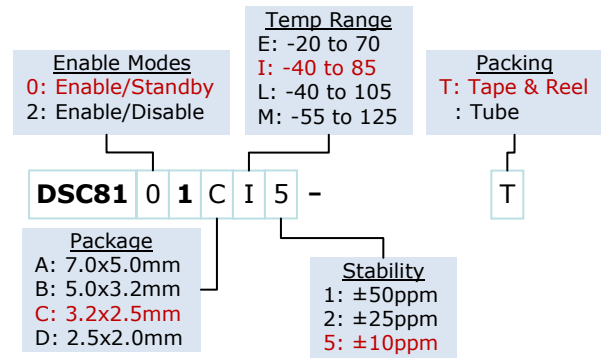 Temp Range
E: -20 to 70
I: -40 to 85
L: -40 to 105
M: -55 to 125
Enable Modes
0: Enable/Standby
2: Enable/Disable
Packing
T: Tape & Reel
: Tube
DSC81 0 1 C I 5 – T
Package
A: 7.0x5.0mm
B: 5.0x3.2mm
C: 3.2x2.5mm
D: 2.5x2.0mm
Stability
1: ±50ppm
2: ±25ppm
5: ±10ppm